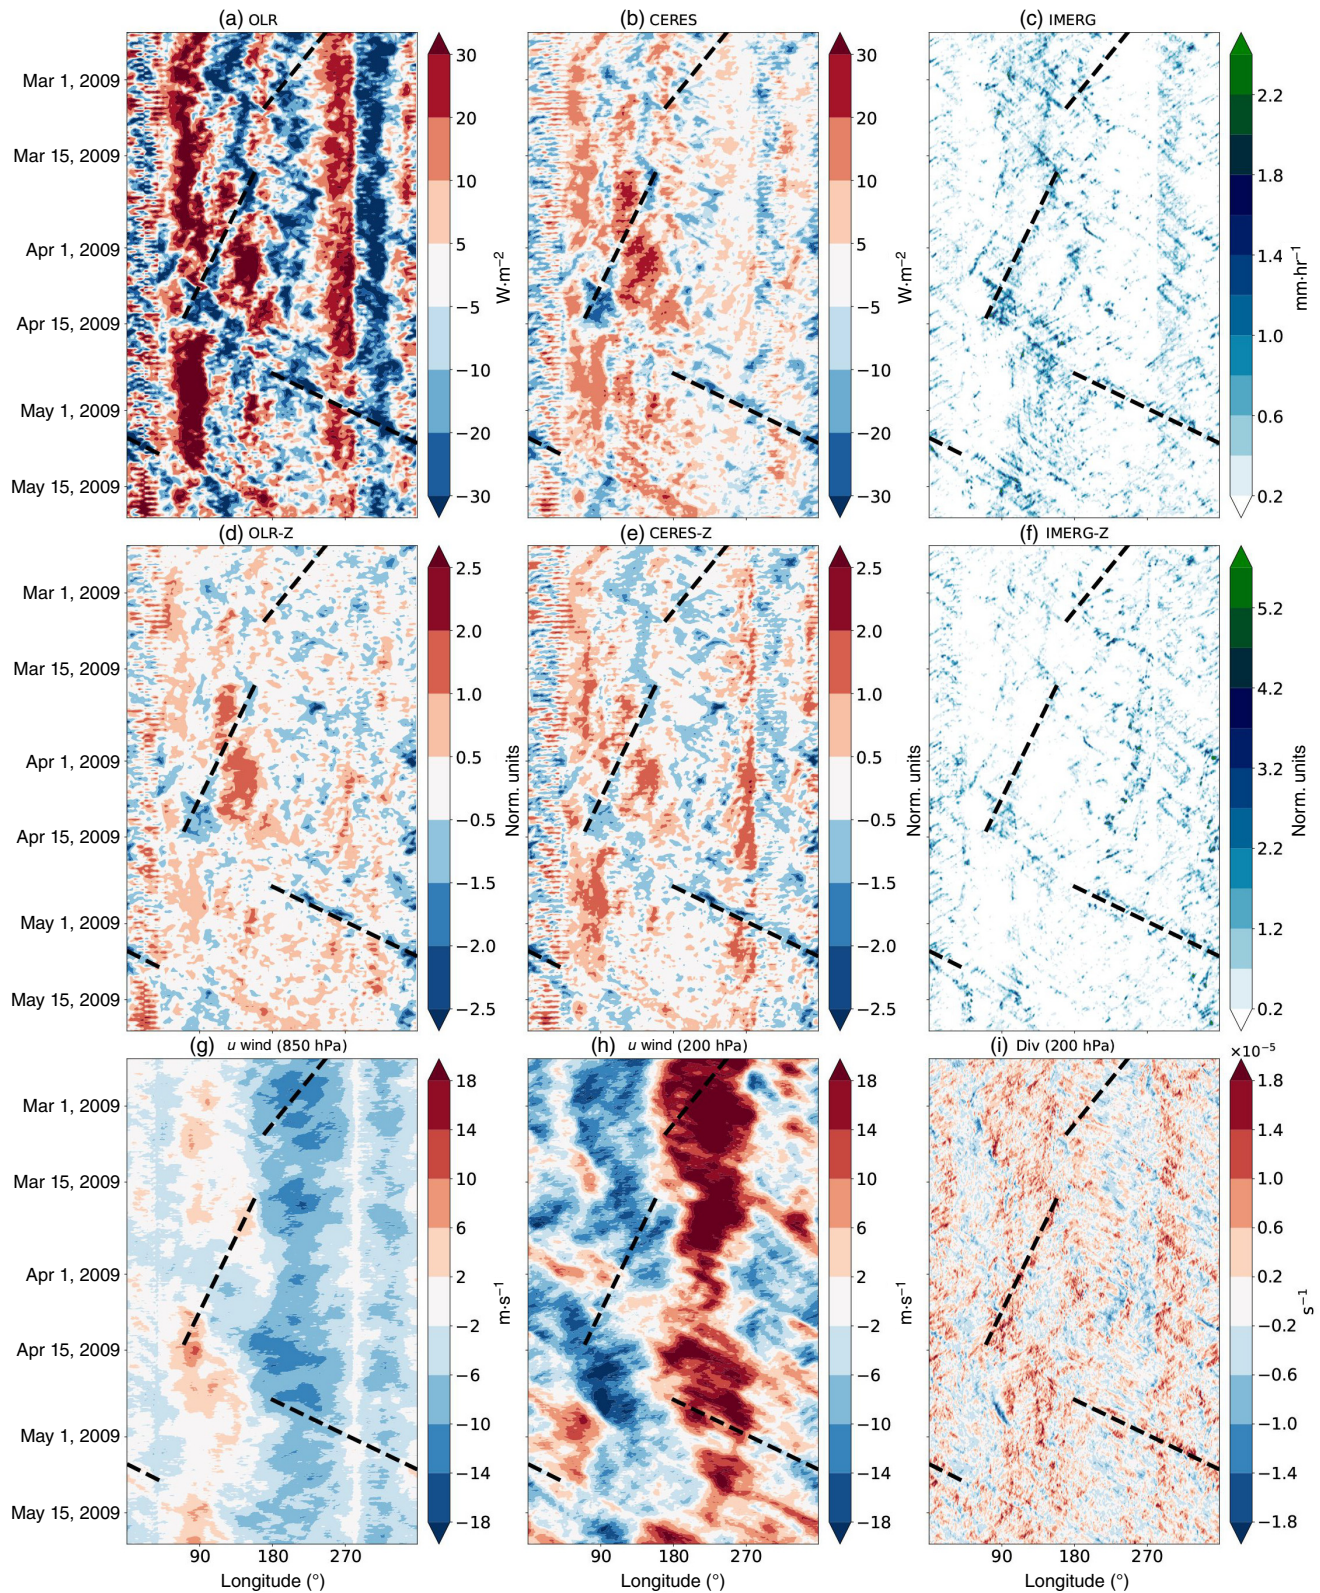 (a) OLR
(b) CERES
(c) IMERG
Mar 1, 2009
Mar 15, 2009
Apr 1, 2009
Apr 15, 2009
May 1, 2009
May 15, 2009
30
20
10
5
−5
−10
−20
−30
W·m−2
30
20
10
5
−5
−10
−20
−30
W·m−2
2.2
1.8
1.4
1.0
0.6
0.2
mm·hr−1
(d) OLR-Z
(e) CERES-Z
(f) IMERG-Z
Mar 1, 2009
Mar 15, 2009
Apr 1, 2009
Apr 15, 2009
May 1, 2009
May 15, 2009
2.5
2.0
1.0
0.5
−0.5
−1.5
−2.0
−2.5
Norm. units
2.5
2.0
1.0
0.5
−0.5
−1.5
−2.0
−2.5
Norm. units
5.2
4.2
3.2
2.2
1.2
0.2
Norm. units
(g) u wind (850 hPa)
(h) u wind (200 hPa)
(i) Div (200 hPa)
×10−5
Mar 1, 2009
Mar 15, 2009
Apr 1, 2009
Apr 15, 2009
May 1, 2009
May 15, 2009
18
14
10
6
2
−2
−6
−10
−14
−18
m·s−1
18
14
10
6
2
−2
−6
−10
−14
−18
m·s−1
1.8
1.4
1.0
0.6
0.2
−0.2
−0.6
−1.0
−1.4
−1.8
s−1
90 180 270
90 180 270
90 180 270
Longitude (°)
Longitude (°)
Longitude (°)